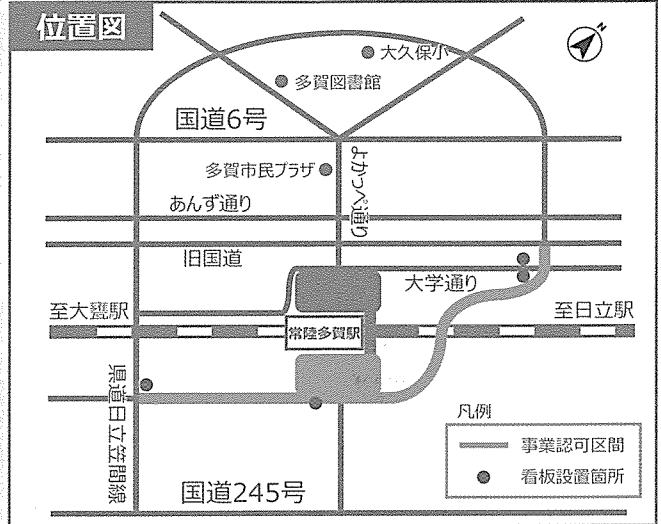 位置図
N
大久保小
多賀図書館
国道6号
多賀市民プラザ
よかっぺ通り
あんず通り
旧国道
大学通り
至大甕駅
至日立駅
常陸多賀駅
県道日立笠間線
凡例
事業認可区間
看板設置箇所
国道245号